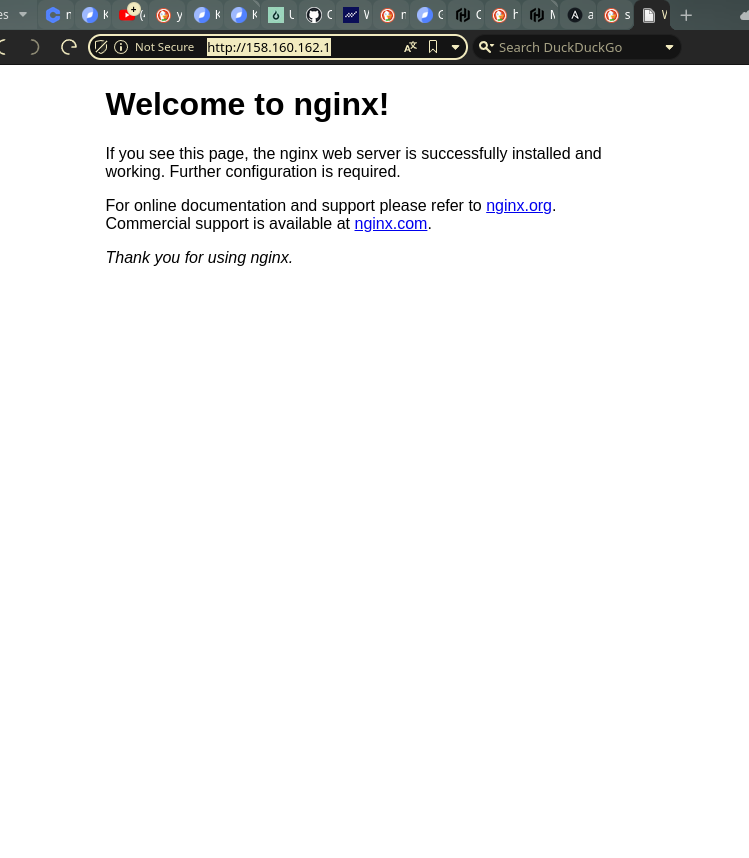 Not Secure
http://158.160.162.1
Search DuckDuckGo
Welcome to nginx!
If you see this page, the nginx web server is successfully installed and
working. Further configuration is required.
For online documentation and support please refer to nginx.org.
Commercial support is available at nginx.com.
Thank you for using nginx.